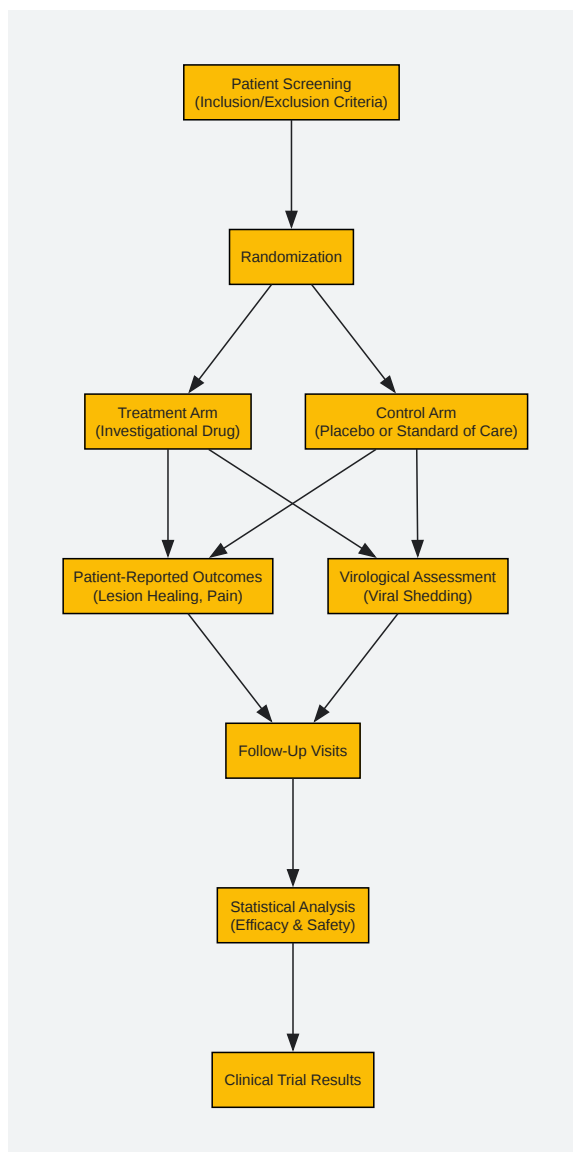 Patient Screening
(Inclusion/Exclusion Criteria)
Randomization
Treatment Arm
(Investigational Drug)
Control Arm
(Placebo or Standard of Care)
Patient-Reported Outcomes
(Lesion Healing, Pain)
Virological Assessment
(Viral Shedding)
Follow-Up Visits
Statistical Analysis
(Efficacy & Safety)
Clinical Trial Results